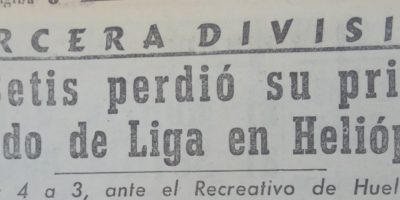 RCERA DIVISI
etis perdió su pri
do de Liga en Helióp
4 a 3, ante el Recreativo de Huel